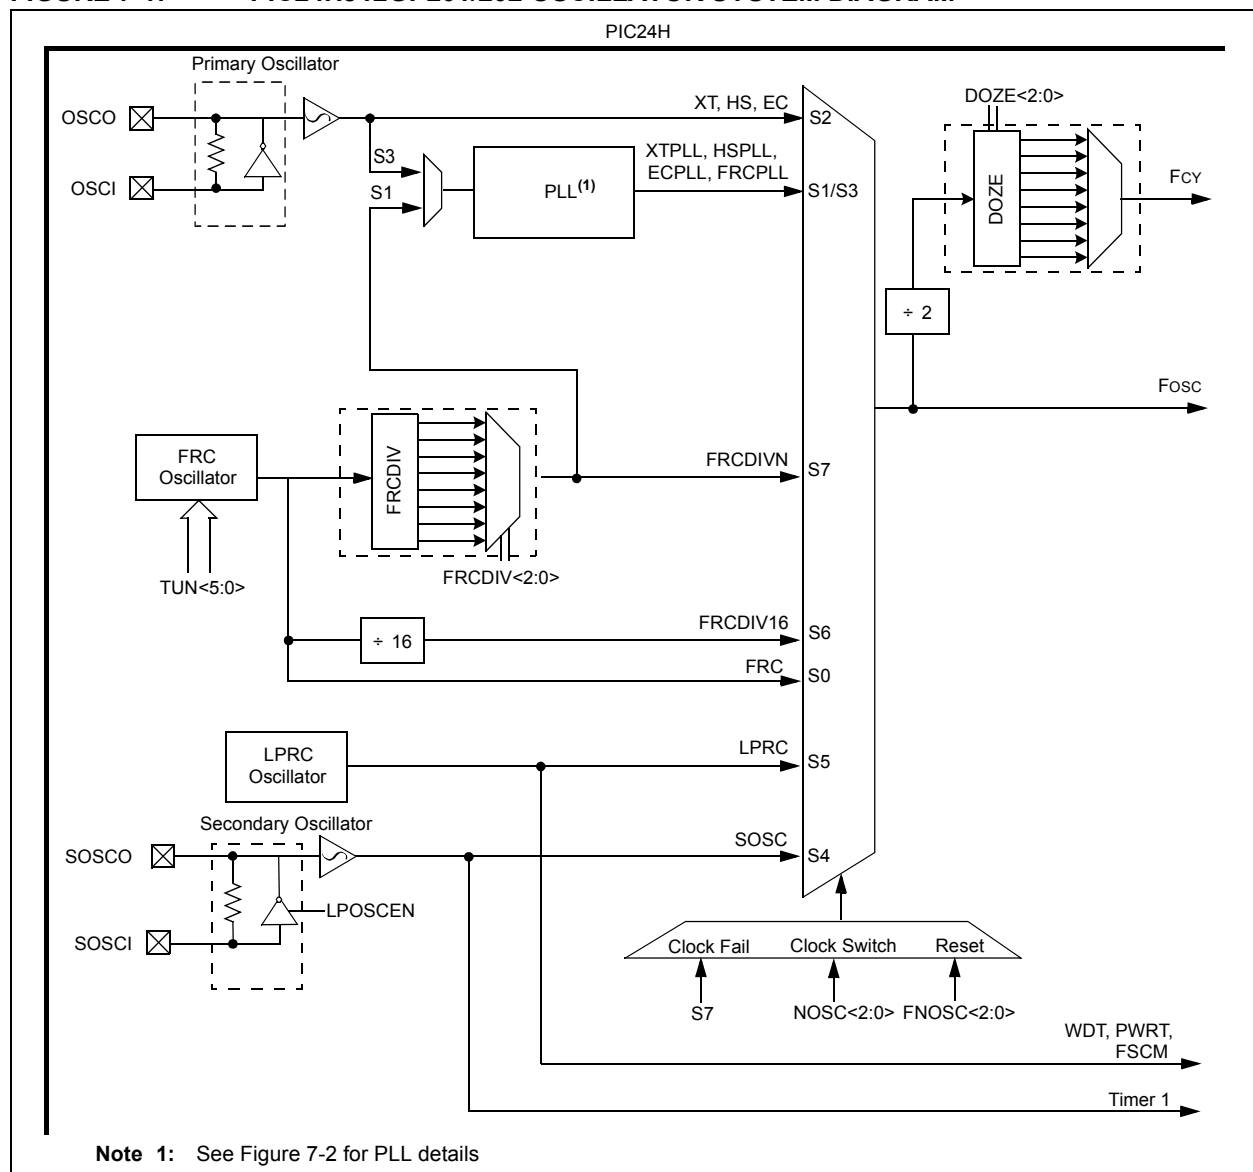 PIC24H
Primary Oscillator
DOZE<2:0>
OSCO
XT, HS, EC
S2
S3
XTPLL, HSPLL,
ECPLL, FRCPLL
PLL(1)
S1/S3
OSCI
S1
DOZE
FCY
÷ 2
FOSC
FRC
Oscillator
FRCDIV
FRCDIVN
S7
TUN<5:0>
FRCDIV<2:0>
÷ 16
FRCDIV16
S6
FRC
S0
LPRC
Oscillator
LPRC
S5
Secondary Oscillator
SOSCO
SOSC
S4
LPOSCEN
SOSCI
Clock Fail
Clock Switch
Reset
S7
NOSC<2:0>
FNOSC<2:0>
WDT, PWRT,
FSCM
Timer 1
Note 1: See Figure 7-2 for PLL details